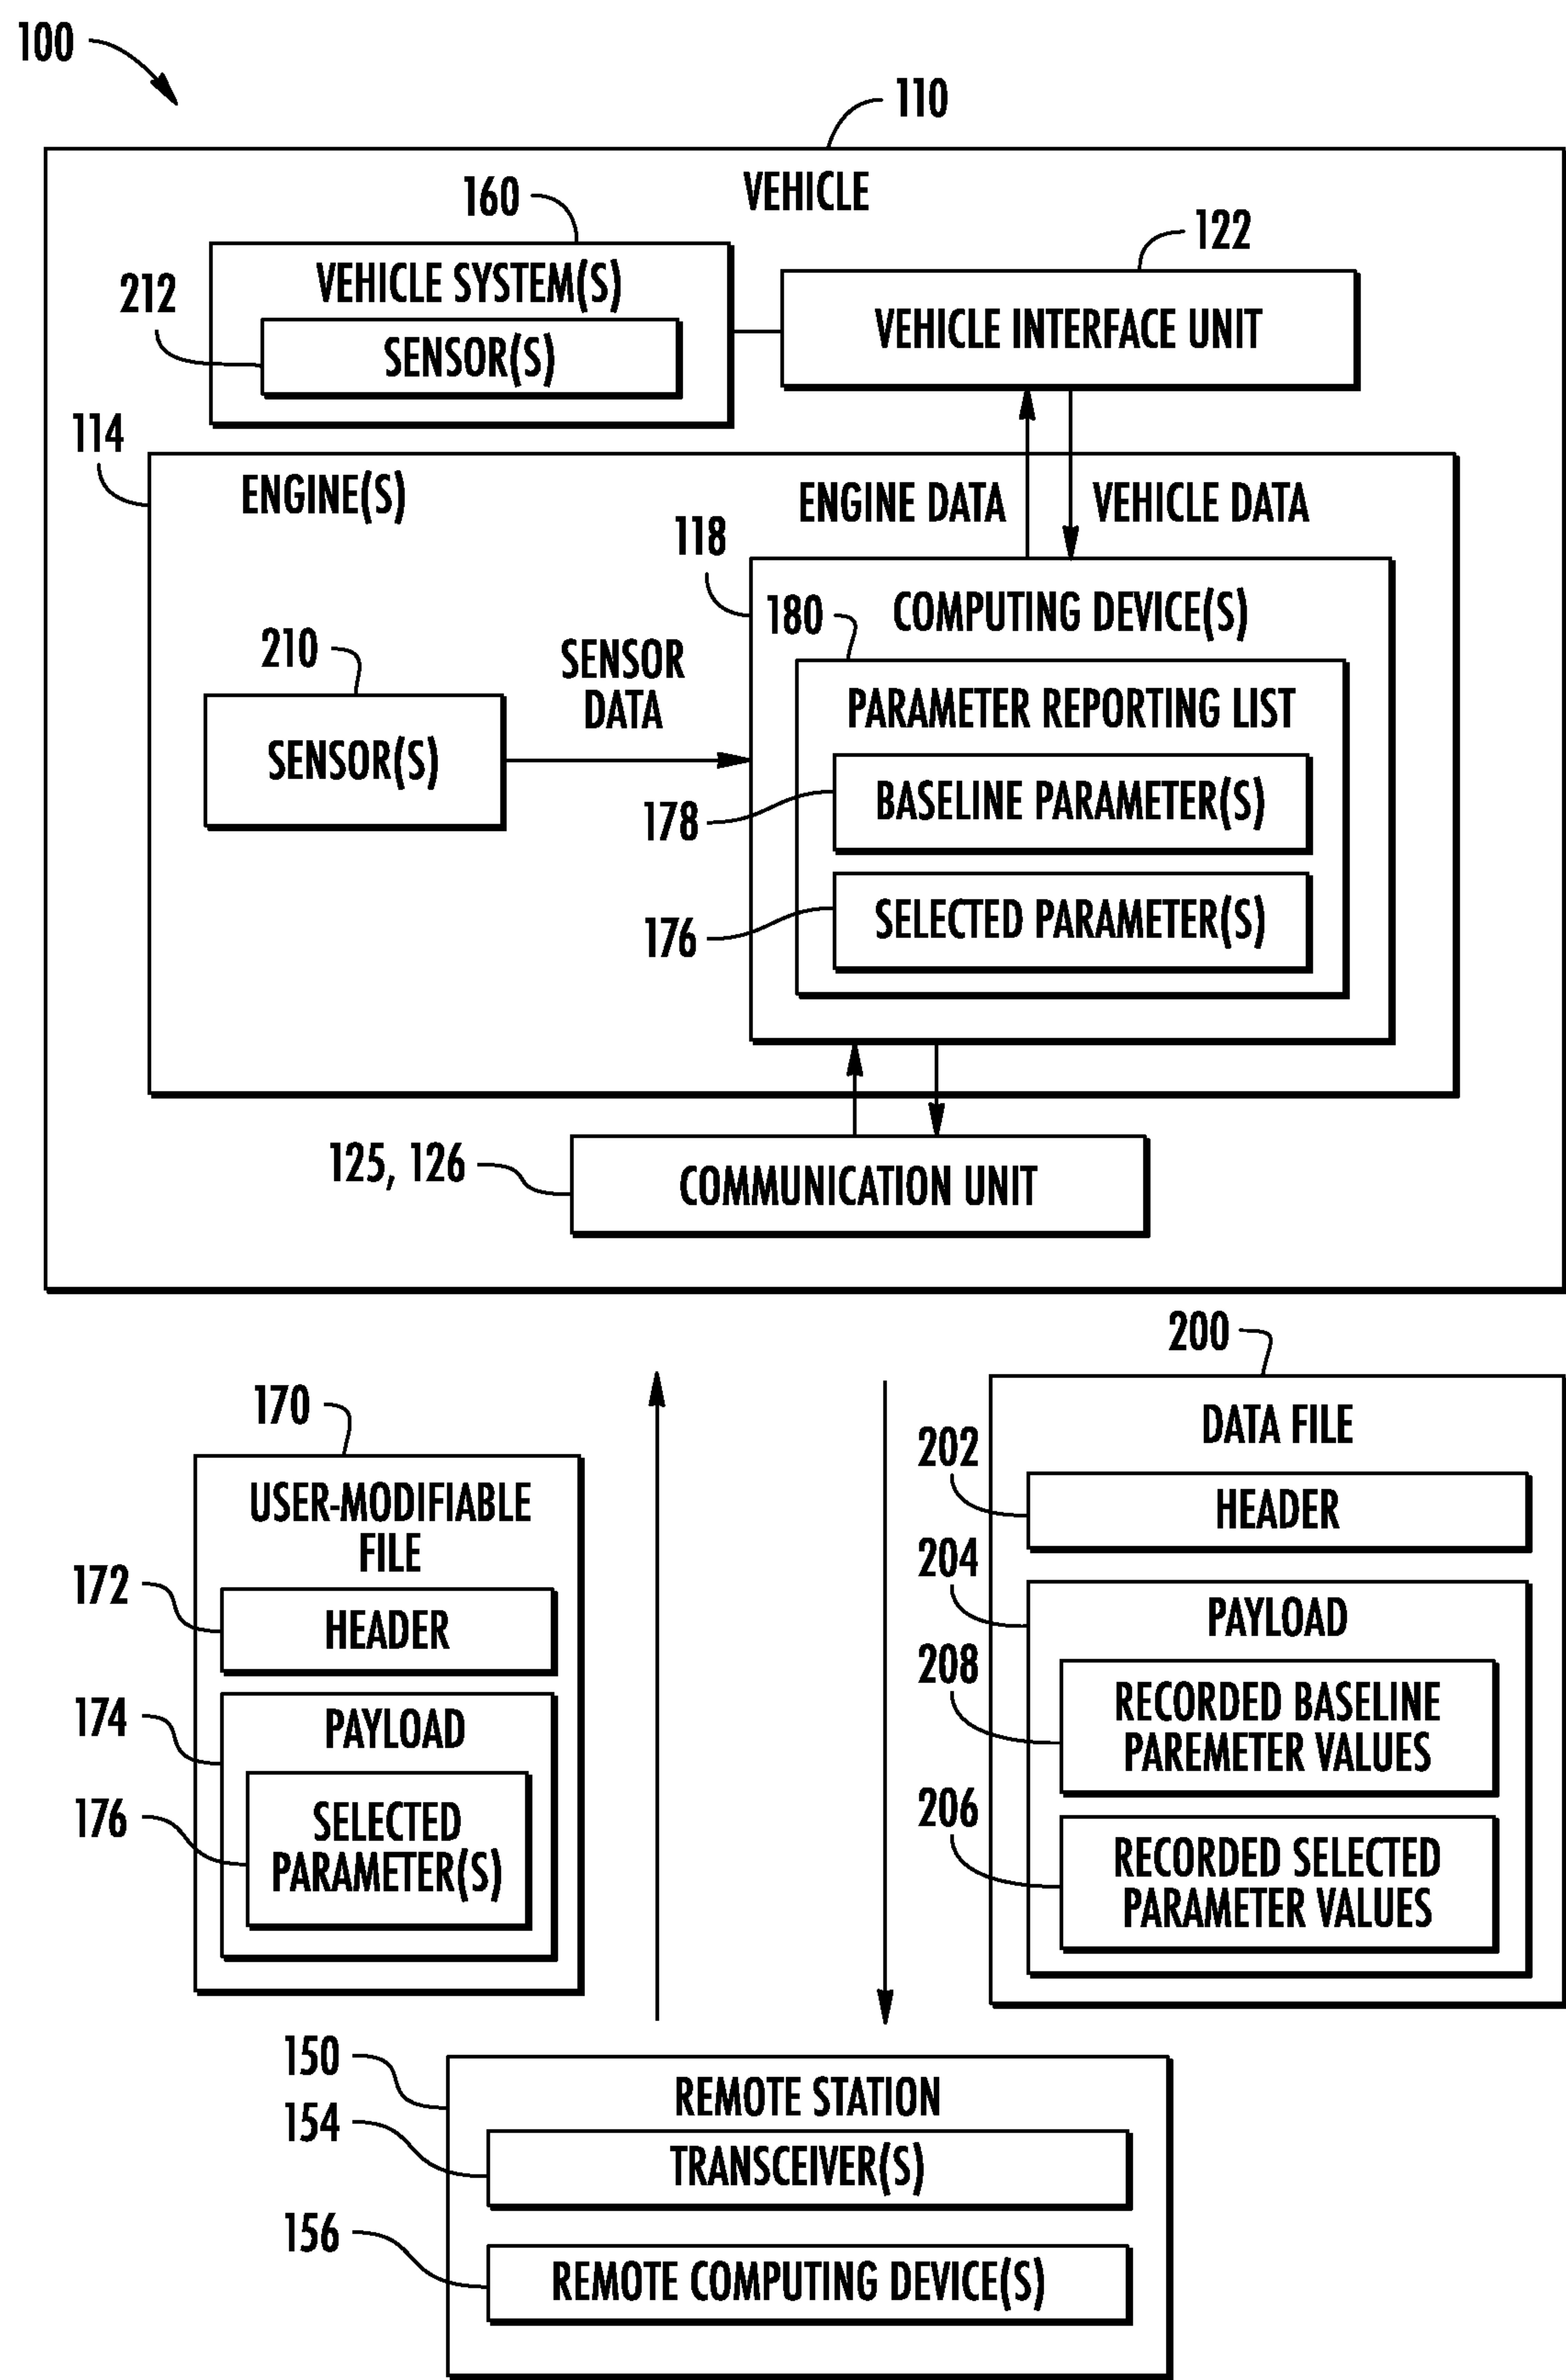 100
110
VEHICLE
160
122
VEHICLE SYSTEM(S)
212
SENSOR(S)
VEHICLE INTERFACE UNIT
114
ENGINE(S)
ENGINE DATA
VEHICLE DATA
118
180
COMPUTING DEVICE(S)
210
SENSOR
DATA
SENSOR(S)
PARAMETER REPORTING LIST
178
BASELINE PARAMETER(S)
176
SELECTED PARAMETER(S)
125, 126
COMMUNICATION UNIT
170
USER-MODIFIABLE
FILE
172
HEADER
174
PAYLOAD
176
SELECTED
PARAMETER(S)
200
DATA FILE
202
HEADER
204
PAYLOAD
208
RECORDED BASELINE
PAREMETER VALUES
206
RECORDED SELECTED
PARAMETER VALUES
150
REMOTE STATION
154
TRANSCEIVER(S)
156
REMOTE COMPUTING DEVICE(S)